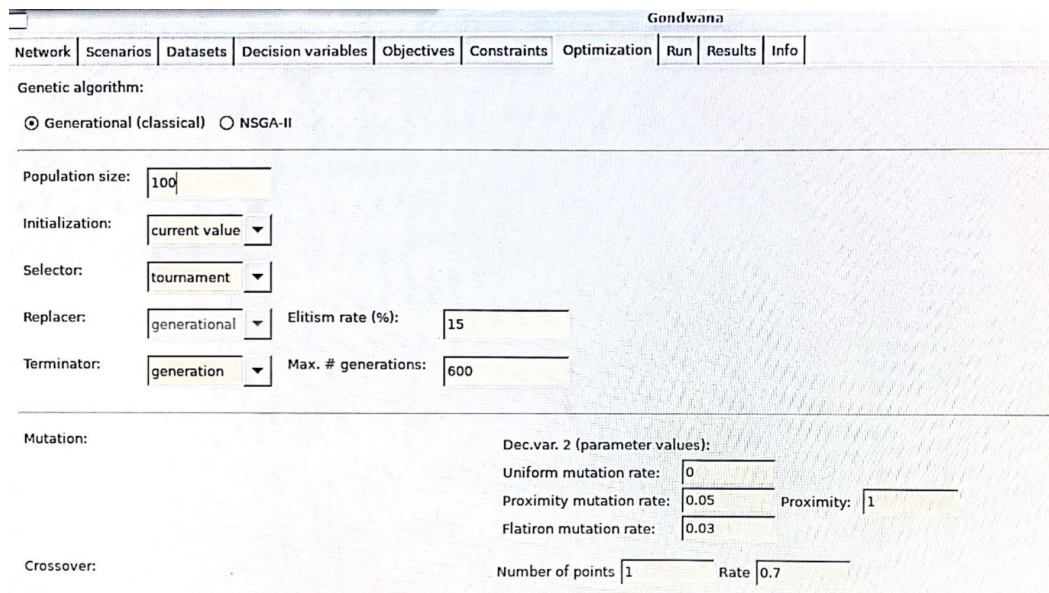 Gondwana
Network Scenarios Datasets Decision variables Objectives Constraints Optimization Run Results Info
Genetic algorithm:
Generational (classical) NSGA-II
Population size: 100
Initialization: current value
Selector: tournament
Replacer: generational Elitism rate (%): 15
Terminator: generation Max. # generations: 600
Mutation:
Dec.var. 2 (parameter values):
Uniform mutation rate: 0
Proximity mutation rate: 0.05 Proximity: 1
Flatiron mutation rate: 0.03
Crossover: Number of points 1 Rate 0.7